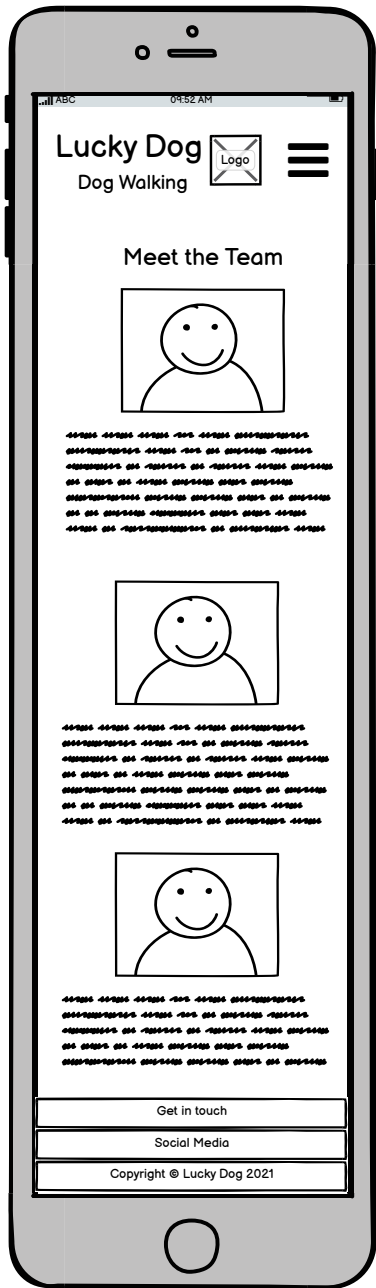 ABC 09:52 AM
Lucky Dog
Dog Walking
Logo
Meet the Team
Get in touch
Social Media
Copyright © Lucky Dog 2021